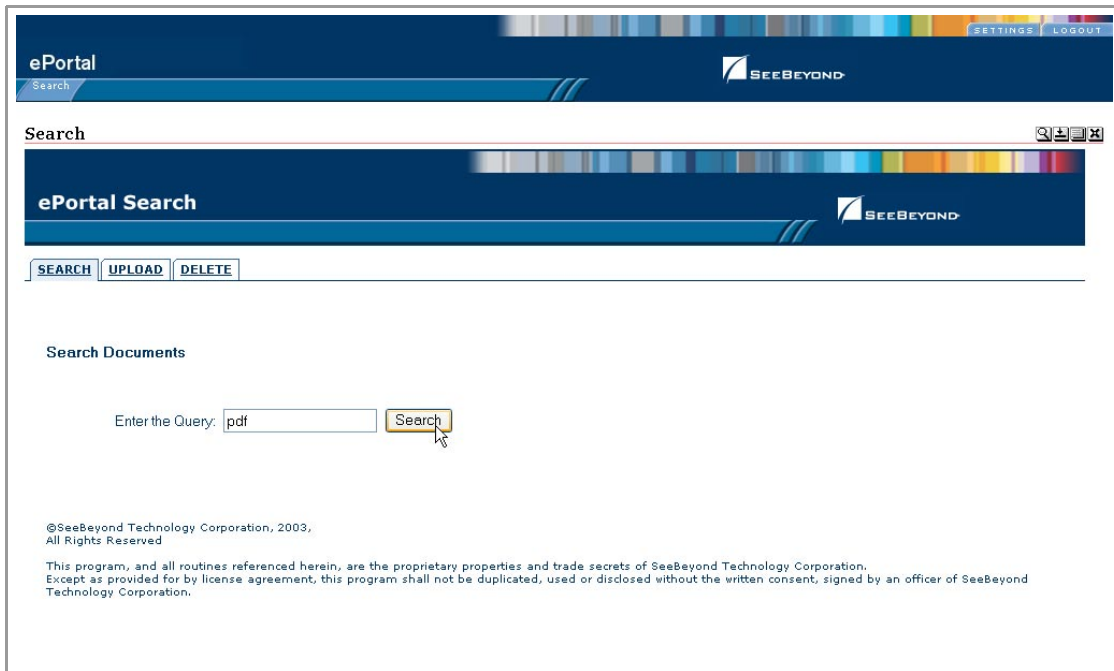 SETTINGS LOGOUT
ePortal
SEEBEYOND
Search
Search
ePortal Search
SEEBEYOND
SEARCH UPLOAD DELETE
Search Documents
Enter the Query: pdf Search
©SeeBeyond Technology Corporation, 2003,
All Rights Reserved
This program, and all routines referenced herein, are the proprietary properties and trade secrets of SeeBeyond Technology Corporation.
Except as provided for by license agreement, this program shall not be duplicated, used or disclosed without the written consent, signed by an officer of SeeBeyond
Technology Corporation.